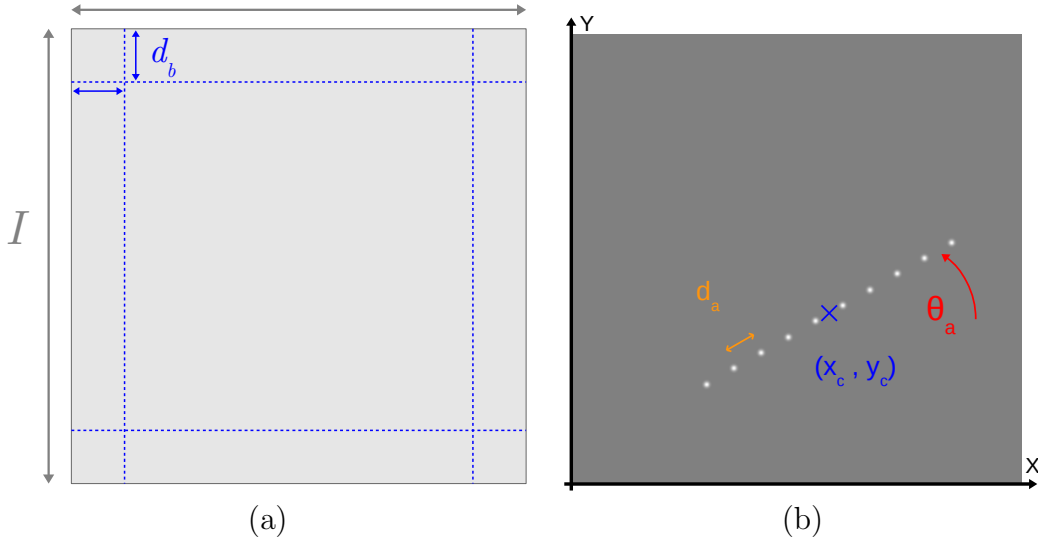 d_b
I
(a)
Y
d_a
θ_a
(x_c , y_c)
X
(b)